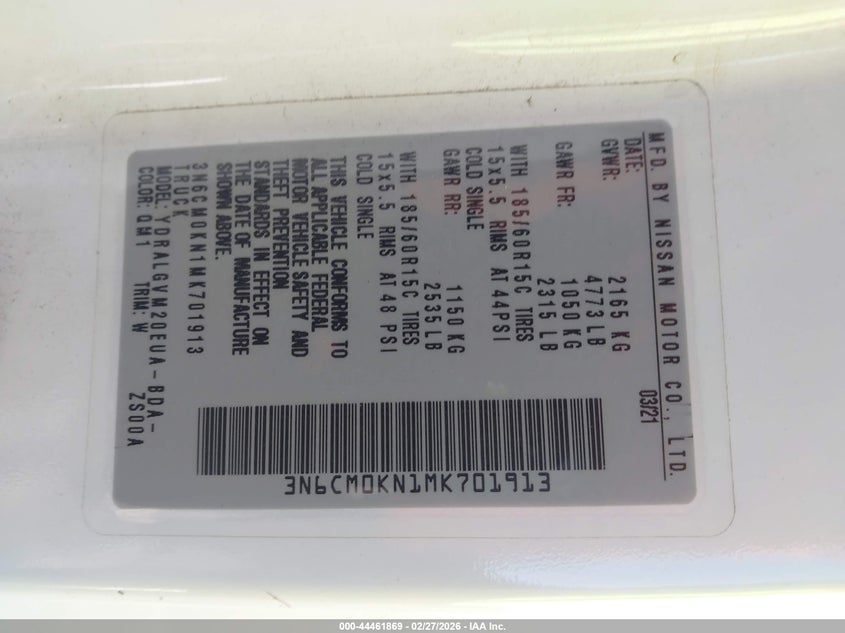 MFD. BY NISSAN MOTOR CO., LTD.
DATE: 03/21
GVWR: 2165 KG
4773 LB
GAWR FR: 1050 KG
2315 LB
WITH 185/60R15C TIRES
15x5.5 RIMS AT 44PSI
COLD SINGLE
GAWR RR: 1150 KG
2535 LB
WITH 185/60R15C TIRES
15x5.5 RIMS AT 48 PSI
COLD SINGLE
THIS VEHICLE CONFORMS TO
ALL APPLICABLE FEDERAL
MOTOR VEHICLE SAFETY AND
THEFT PREVENTION
STANDARDS IN EFFECT ON
THE DATE OF MANUFACTURE
SHOWN ABOVE.
3N6CM0KN1MK701913
TRUCK
MODEL: YDRALGVM20EUA-BDA-
ZS00A
COLOR: QM1 TRIM: W
3N6CM0KN1MK701913
000-44461869 - 02/27/2026 - IAA Inc.